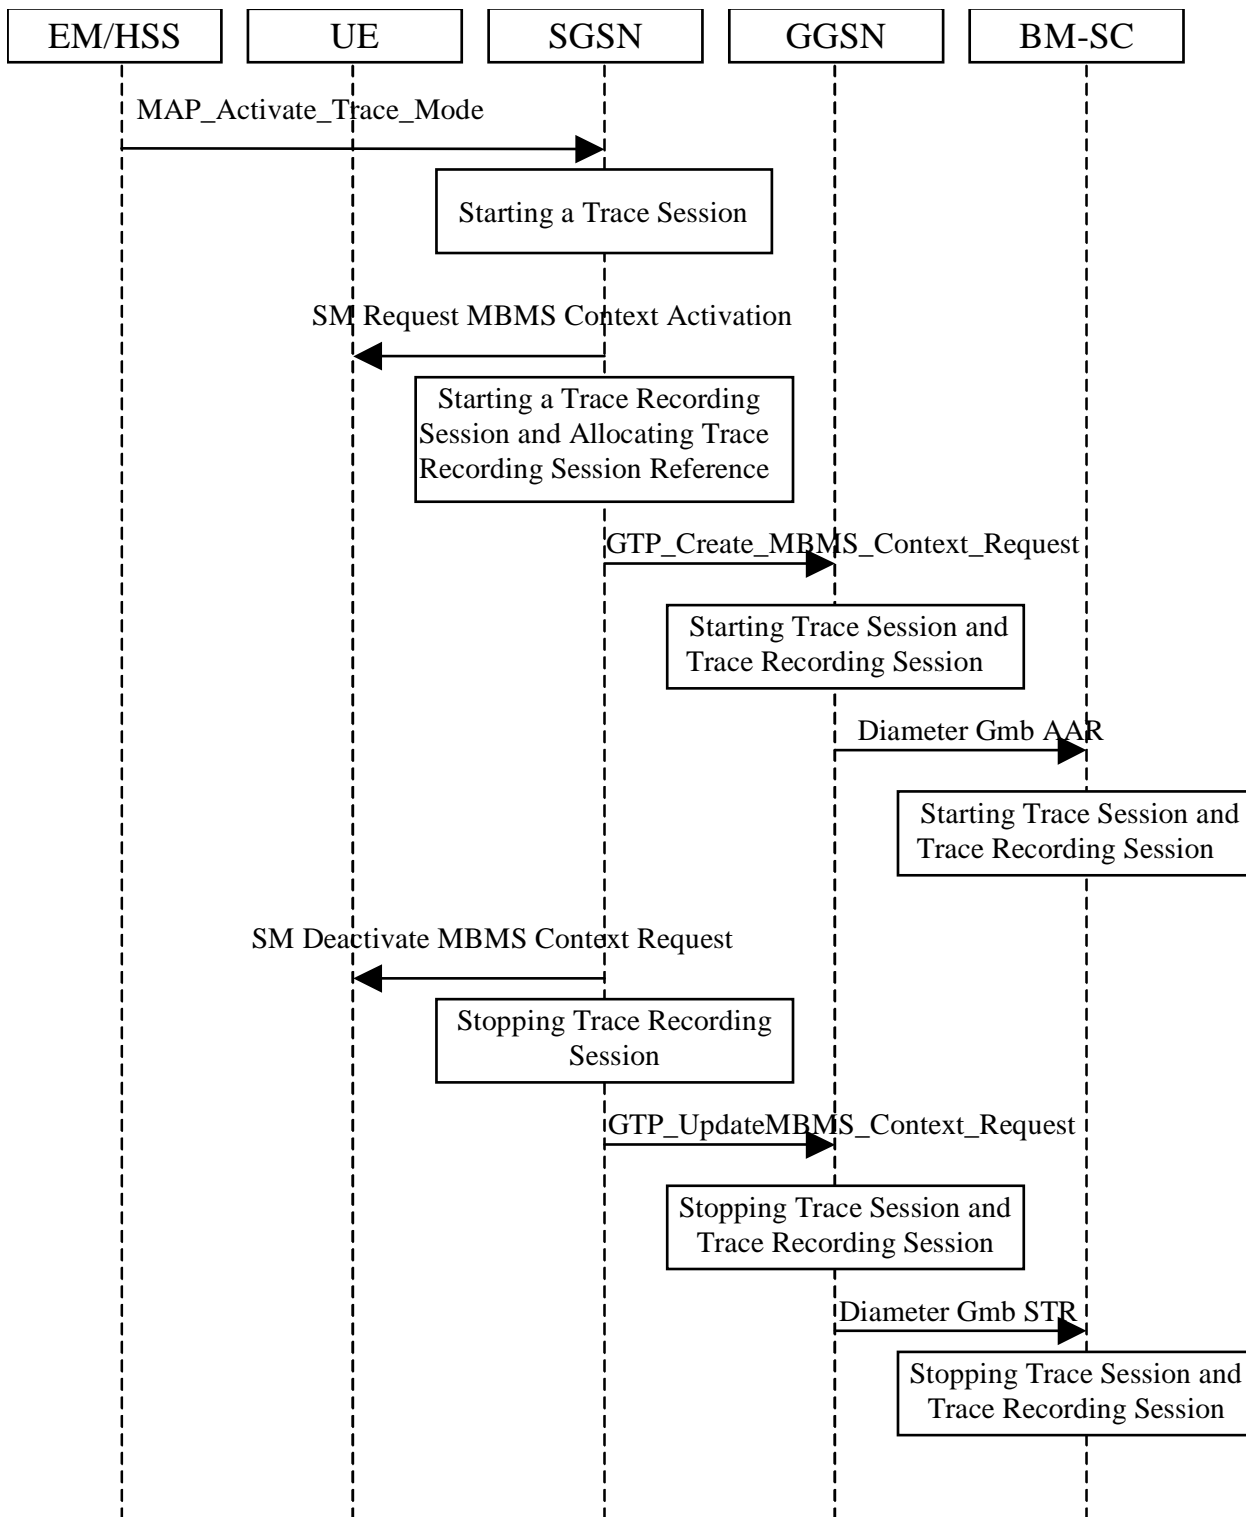 EM/HSS
UE
SGSN
GGSN
BM-SC
MAP_Activate_Trace_Mode
Starting a Trace Session
SM Request MBMS Context Activation
Starting a Trace Recording
Session and Allocating Trace
Recording Session Reference
GTP_Create_MBMS_Context_Request
Starting Trace Session and
Trace Recording Session
Diameter Gmb AAR
Starting Trace Session and
Trace Recording Session
SM Deactivate MBMS Context Request
Stopping Trace Recording
Session
GTP_UpdateMBMS_Context_Request
Stopping Trace Session and
Trace Recording Session
Diameter Gmb STR
Stopping Trace Session and
Trace Recording Session